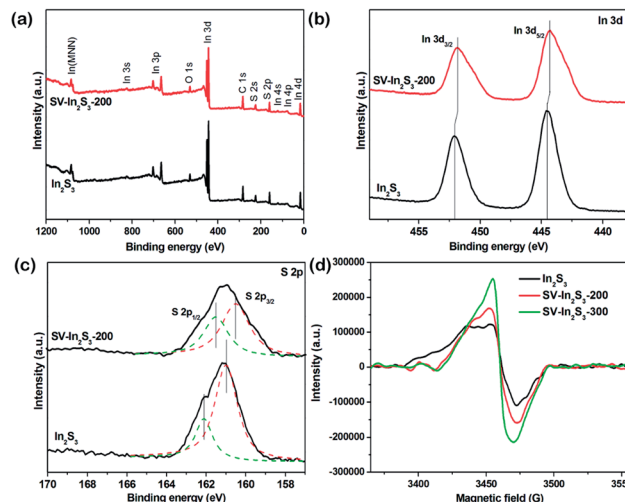 (a)
In(MNN)
In 3s
In 3p
O 1s
In 3d
C 1s
S 2s
S 2p
In 4s
In 4p
In 4d
SV-In₂S₃-200
In₂S₃
Intensity (a.u.)
1200 1000 800 600 400 200 0
Binding energy (eV)
(b)
In 3d
In 3d₃/₂
In 3d₅/₂
SV-In₂S₃-200
In₂S₃
Intensity (a.u.)
455 450 445 440
Binding energy (eV)
(c)
S 2p
S 2p₁/₂
S 2p₃/₂
SV-In₂S₃-200
In₂S₃
Intensity (a.u.)
170 168 166 164 162 160 158
Binding energy (eV)
(d)
In₂S₃
SV-In₂S₃-200
SV-In₂S₃-300
Intensity (a.u.)
300000
200000
100000
0
-100000
-200000
-300000
3400 3450 3500
Magnetic field (G)